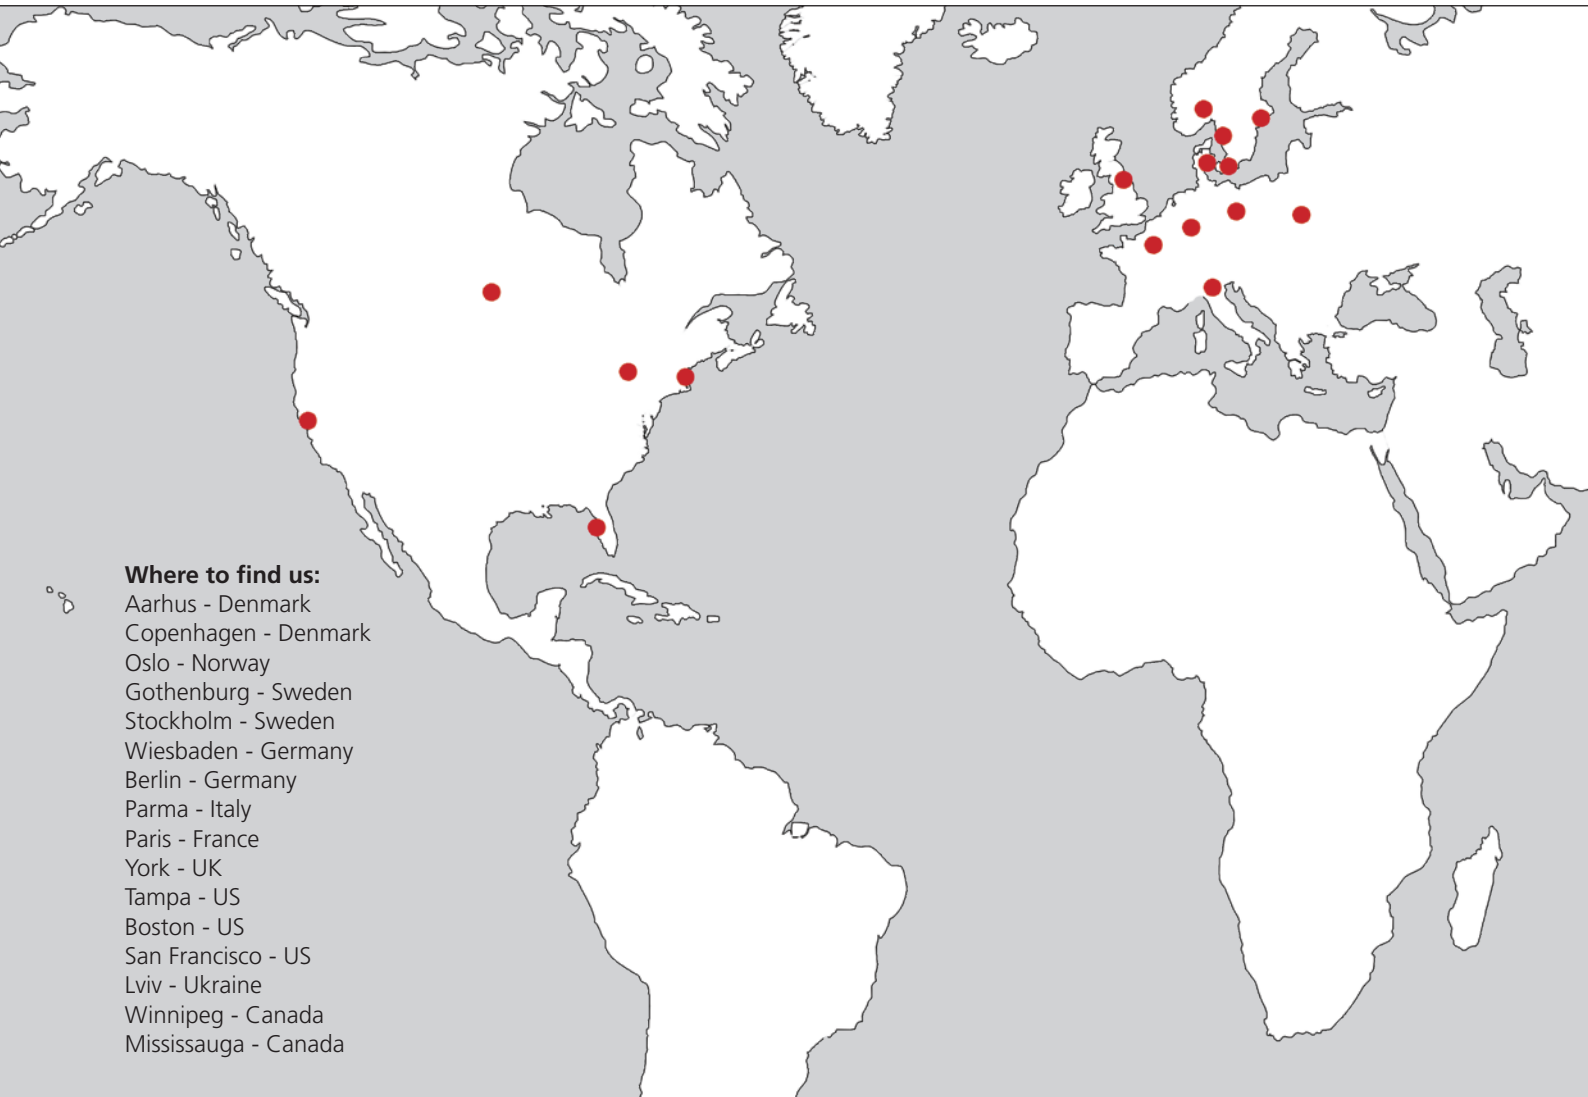 Where to find us:
Aarhus - Denmark
Copenhagen - Denmark
Oslo - Norway
Gothenburg - Sweden
Stockholm - Sweden
Wiesbaden - Germany
Berlin - Germany
Parma - Italy
Paris - France
York - UK
Tampa - US
Boston - US
San Francisco - US
Lviv - Ukraine
Winnipeg - Canada
Mississauga - Canada